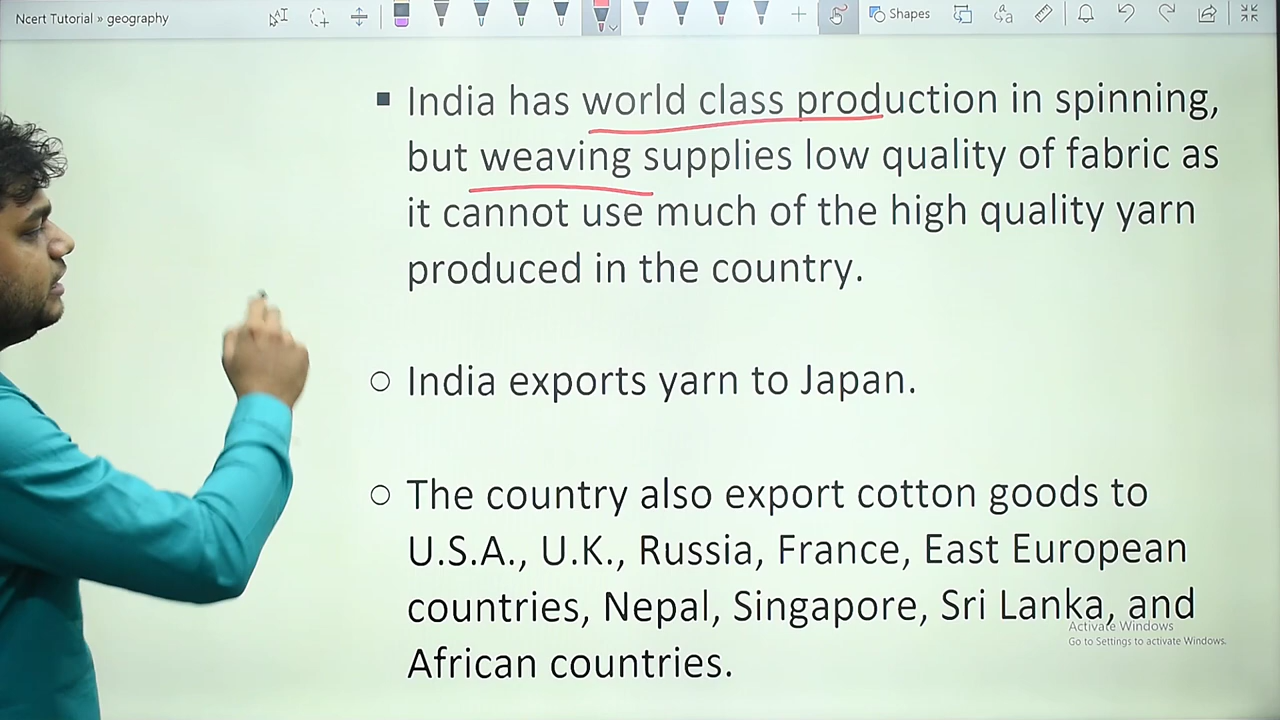 Ncert Tutorial » geography
Shapes
India has world class production in spinning,
but weaving supplies low quality of fabric as
it cannot use much of the high quality yarn
produced in the country.
India exports yarn to Japan.
The country also export cotton goods to
U.S.A., U.K., Russia, France, East European
countries, Nepal, Singapore, Sri Lanka, and
African countries.
Activate Windows
Go to Settings to activate Windows.